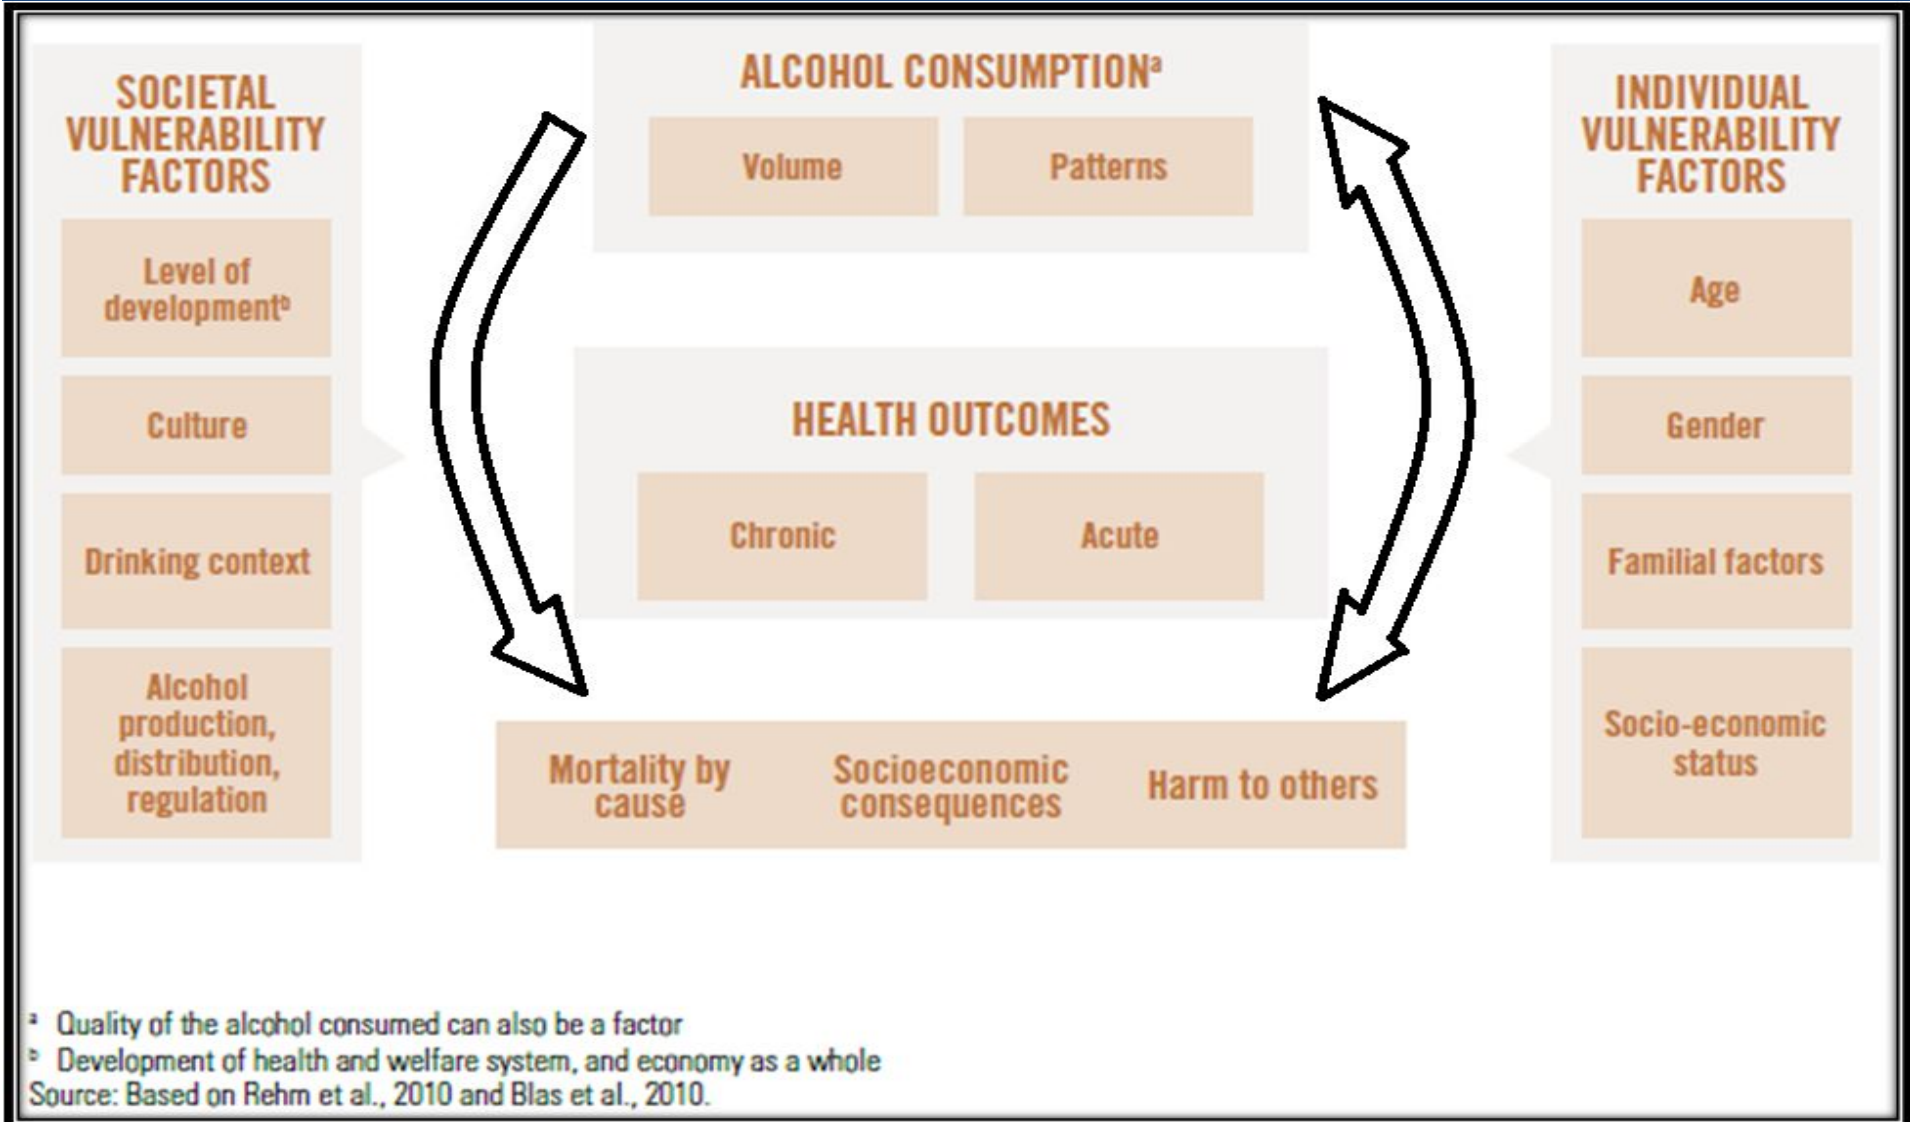 SOCIETAL
VULNERABILITY
FACTORS
Level of
developmentᵇ
Culture
Drinking context
Alcohol
production,
distribution,
regulation
ALCOHOL CONSUMPTIONᵃ
Volume
Patterns
HEALTH OUTCOMES
Chronic
Acute
Mortality by
cause
Socioeconomic
consequences
Harm to others
INDIVIDUAL
VULNERABILITY
FACTORS
Age
Gender
Familial factors
Socio-economic
status
ᵃ Quality of the alcohol consumed can also be a factor
ᵇ Development of health and welfare system, and economy as a whole
Source: Based on Rehm et al., 2010 and Blas et al., 2010.